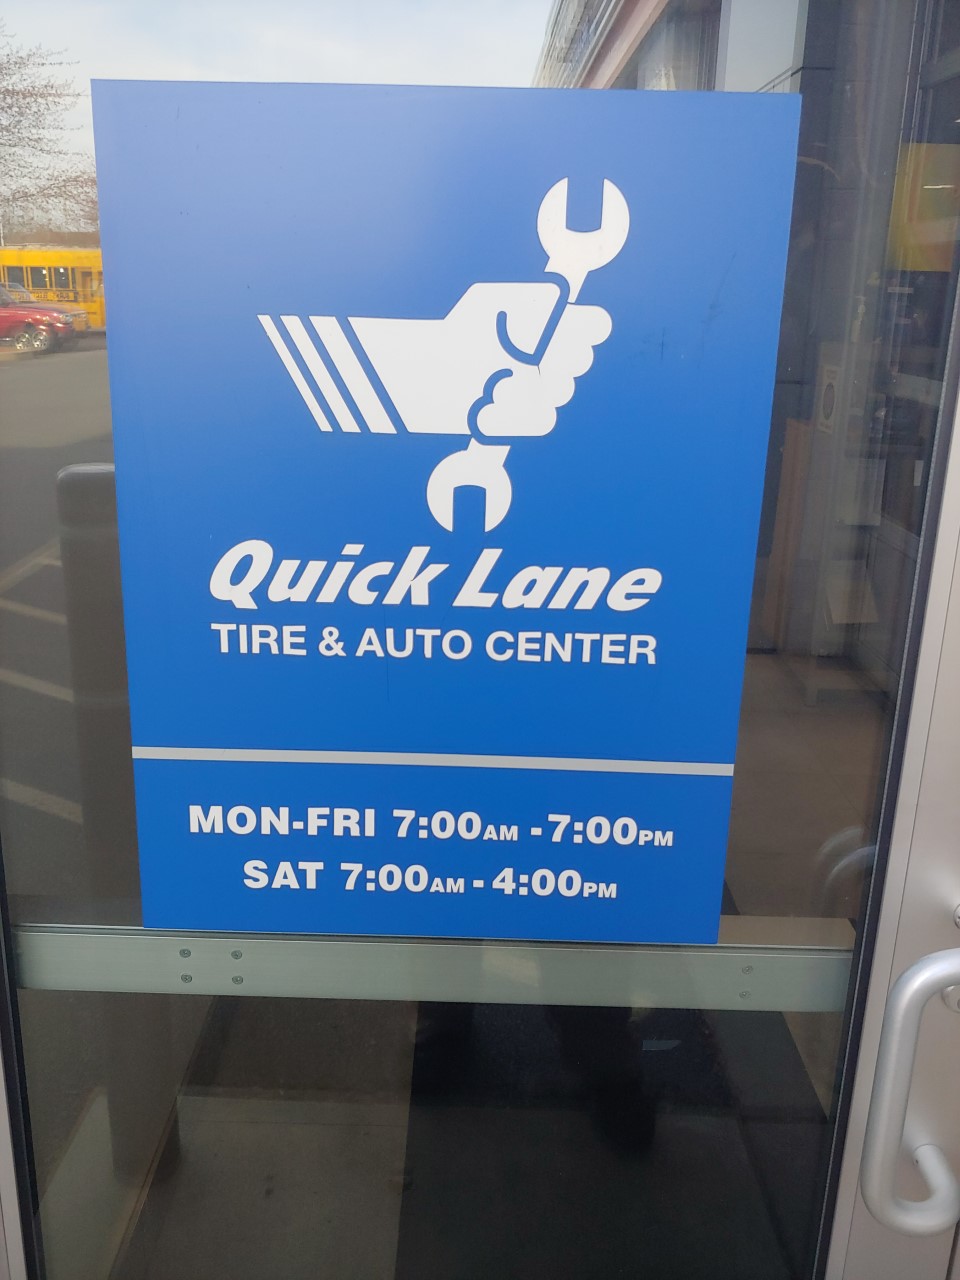 Quick Lane
TIRE & AUTO CENTER
MON-FRI 7:00AM - 7:00PM
SAT 7:00AM - 4:00PM